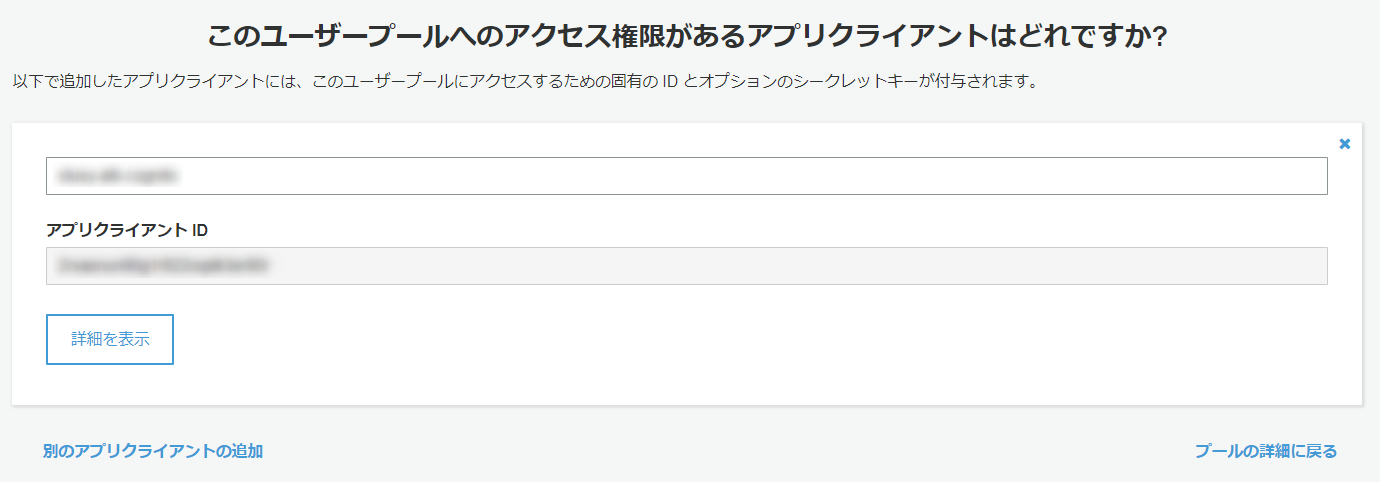 このユーザープールへのアクセス権限があるアプリクライアントはどれですか?
以下で追加したアプリクライアントには、このユーザープールにアクセスするための固有の ID とオプションのシークレットキーが付与されます。
アプリクライアント ID
詳細を表示
別のアプリクライアントの追加
プールの詳細に戻る